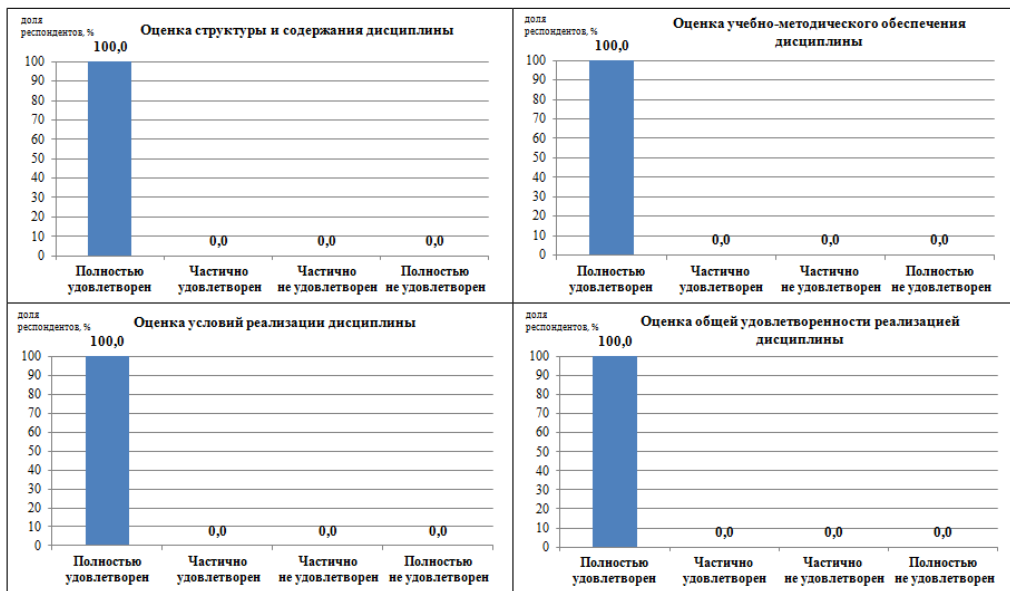 доля
респондентов, %
Оценка структуры и содержания дисциплины
100,0
100
90
80
70
60
50
40
30
20
10
0
0,0 0,0 0,0
Полностью удовлетворен
Частично удовлетворен
Частично не удовлетворен
Полностью не удовлетворен
доля
респондентов, %
Оценка учебно-методического обеспечения
дисциплины
100,0
100
90
80
70
60
50
40
30
20
10
0
0,0 0,0 0,0
Полностью удовлетворен
Частично удовлетворен
Частично не удовлетворен
Полностью не удовлетворен
доля
респондентов, %
Оценка условий реализации дисциплины
100,0
100
90
80
70
60
50
40
30
20
10
0
0,0 0,0 0,0
Полностью удовлетворен
Частично удовлетворен
Частично не удовлетворен
Полностью не удовлетворен
доля
респондентов, %
Оценка общей удовлетворенности реализацией
дисциплины
100,0
100
90
80
70
60
50
40
30
20
10
0
0,0 0,0 0,0
Полностью удовлетворен
Частично удовлетворен
Частично не удовлетворен
Полностью не удовлетворен